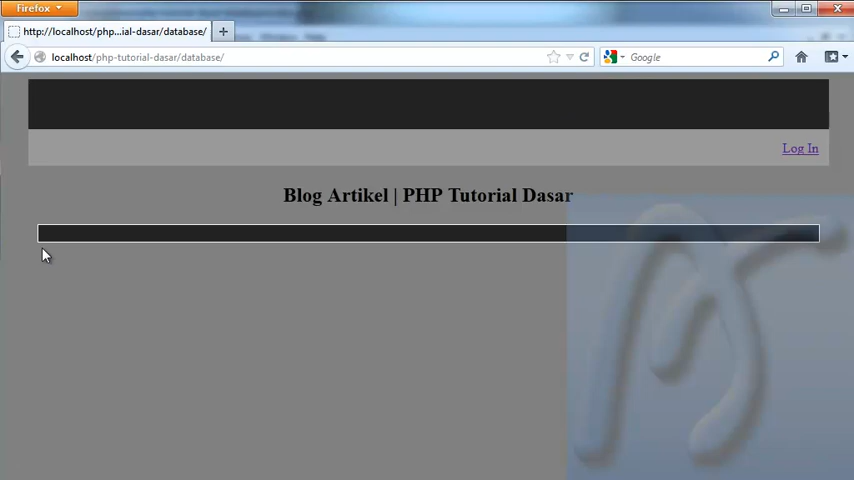 Firefox
http://localhost/php...ial-dasar/database/
localhost/php-tutorial-dasar/database/
Google
Log In
Blog Artikel | PHP Tutorial Dasar